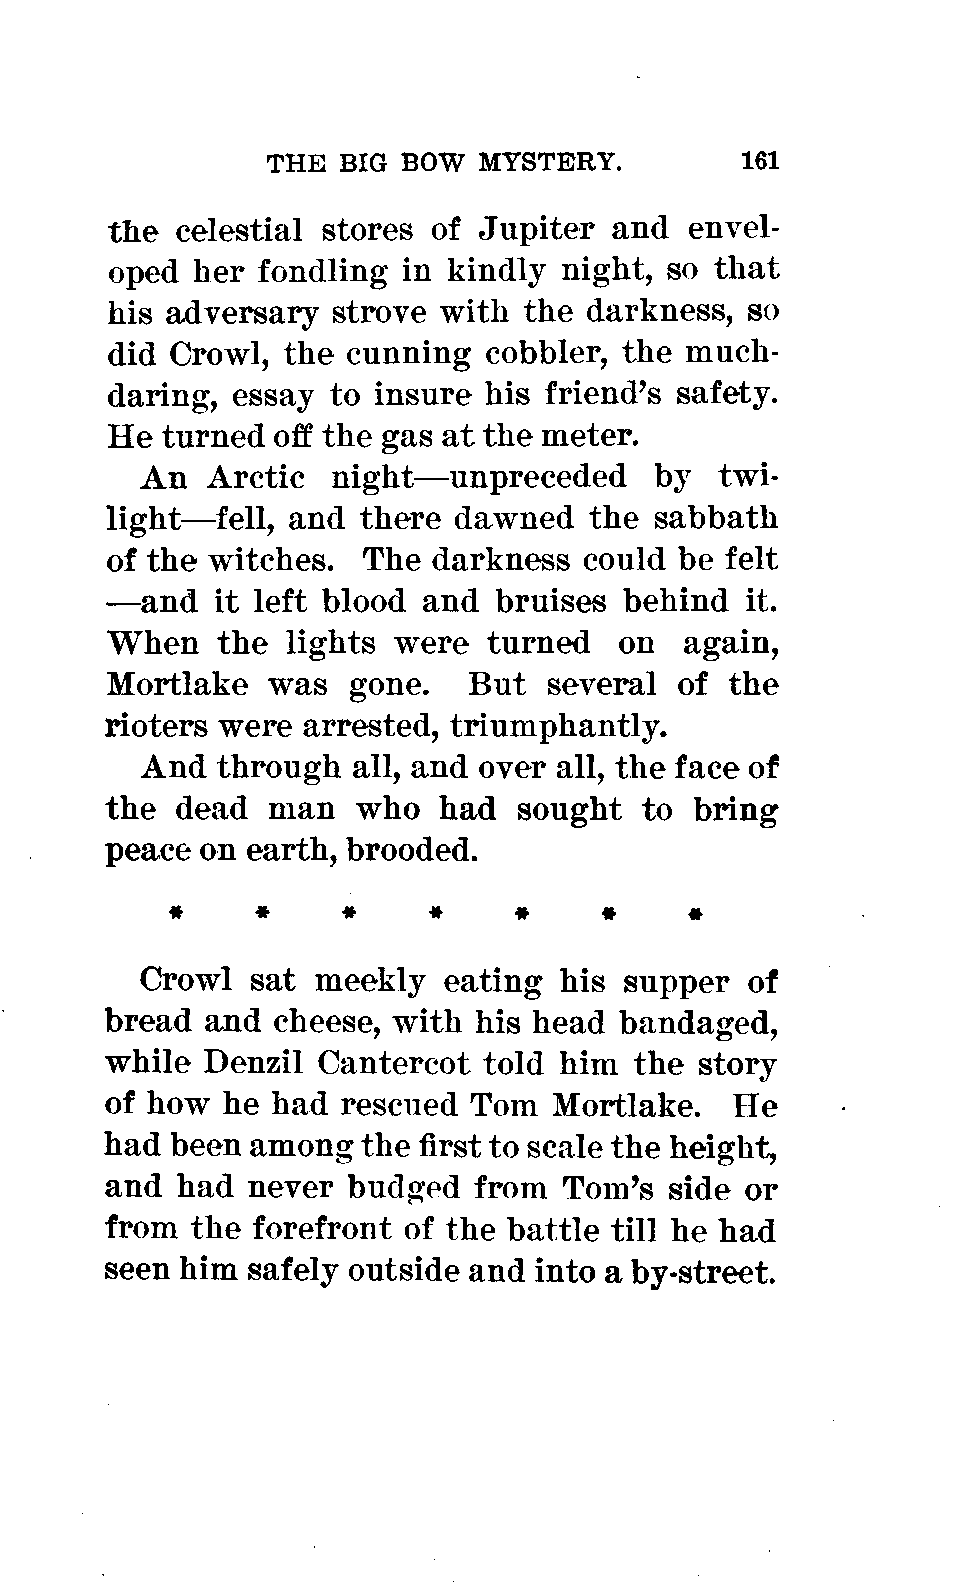 THE BIG BOW MYSTERY. 161
the celestial stores of Jupiter and envel-
oped her fondling in kindly night, so that
his adversary strove with the darkness, so
did Crowl, the cunning cobbler, the much-
daring, essay to insure his friend's safety.
He turned off the gas at the meter.
An Arctic night—unpreceded by twi-
light—fell, and there dawned the sabbath
of the witches. The darkness could be felt
—and it left blood and bruises behind it.
When the lights were turned on again,
Mortlake was gone. But several of the
rioters were arrested, triumphantly.
And through all, and over all, the face of
the dead man who had sought to bring
peace on earth, brooded.
* * * * * * *
Crowl sat meekly eating his supper of
bread and cheese, with his head bandaged,
while Denzil Cantercot told him the story
of how he had rescued Tom Mortlake. He
had been among the first to scale the height,
and had never budged from Tom's side or
from the forefront of the battle till he had
seen him safely outside and into a by-street.